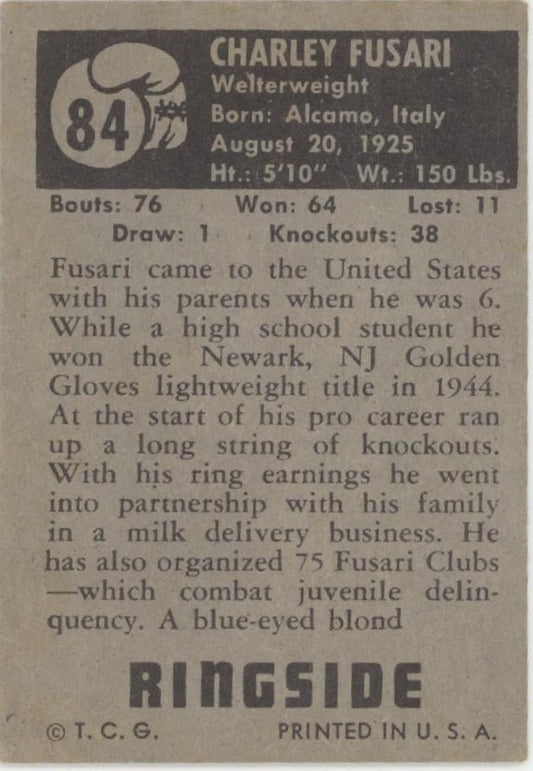 84
CHARLEY FUSARI
Welterweight
Born: Alcamo, Italy
August 20, 1925
Ht.: 5'10" Wt.: 150 Lbs.
Bouts: 76 Won: 64 Lost: 11
Draw: 1 Knockouts: 38
Fusari came to the United States
with his parents when he was 6.
While a high school student he
won the Newark, NJ Golden
Gloves lightweight title in 1944.
At the start of his pro career ran
up a long string of knockouts.
With his ring earnings he went
into partnership with his family
in a milk delivery business. He
has also organized 75 Fusari Clubs
—which combat juvenile delin-
quency. A blue-eyed blond
RINGSIDE
© T. C. G. PRINTED IN U. S. A.